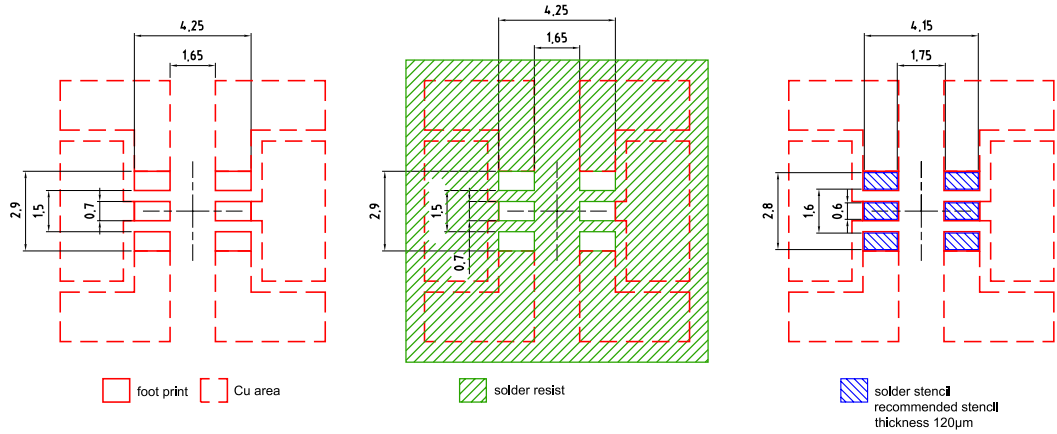 4.25
1.65
2.9
1.5
0.7
foot print
Cu area
4.25
1.65
2.9
1.5
0.7
solder resist
4.15
1.75
2.8
1.6
0.6
solder stencil
recommended stencil
thickness 120µm